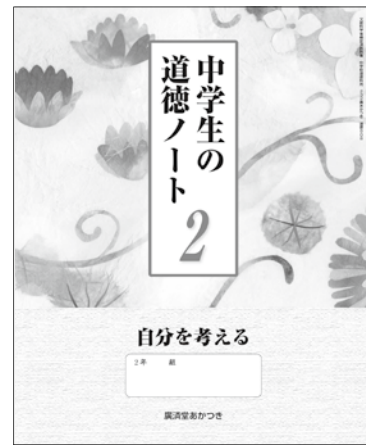 中学生の
道徳ノート
2
自分を考える
2年 組
廣済堂あかつき